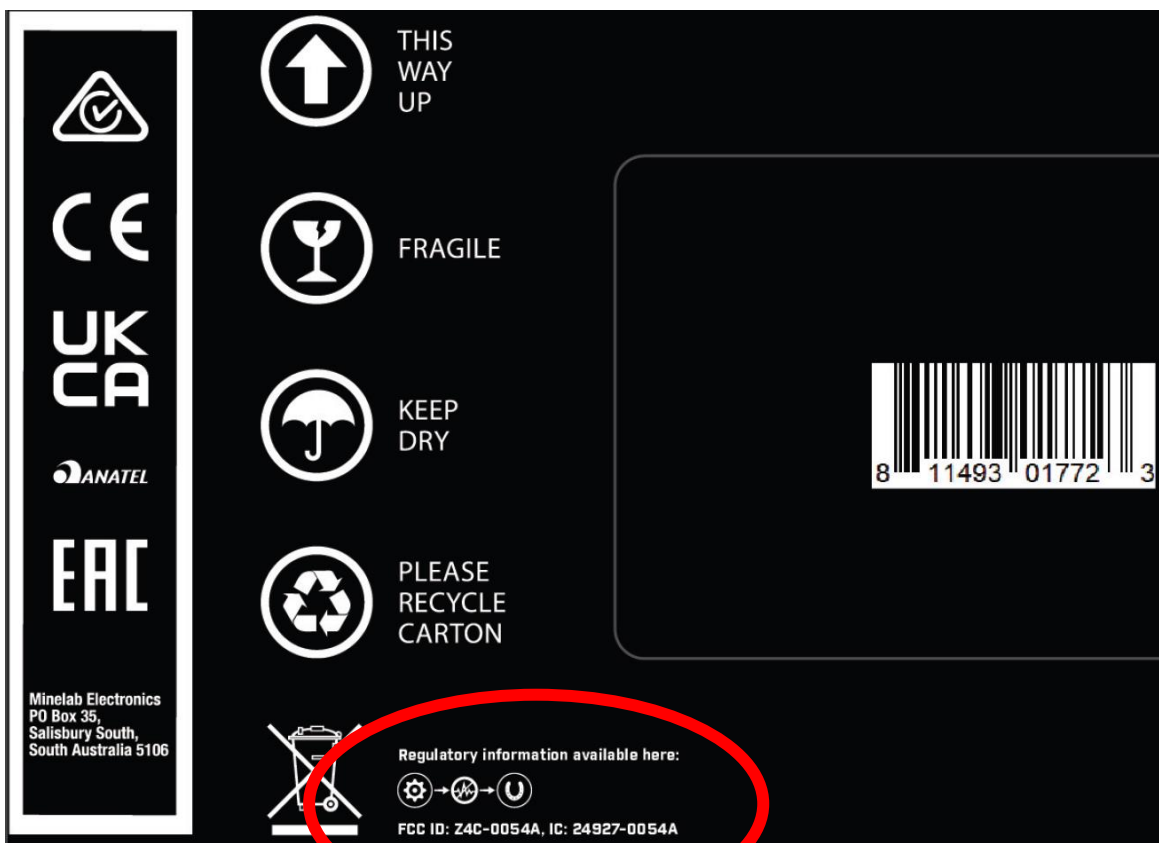 CE
UK
CA
ANATEL
EAC
Minelab Electronics
PO Box 35,
Salisbury South,
South Australia 5106
THIS
WAY
UP
FRAGILE
KEEP
DRY
PLEASE
RECYCLE
CARTON
Regulatory information available here:
FCC ID: Z4C-0054A, IC: 24927-0054A
8 11493 01772 3